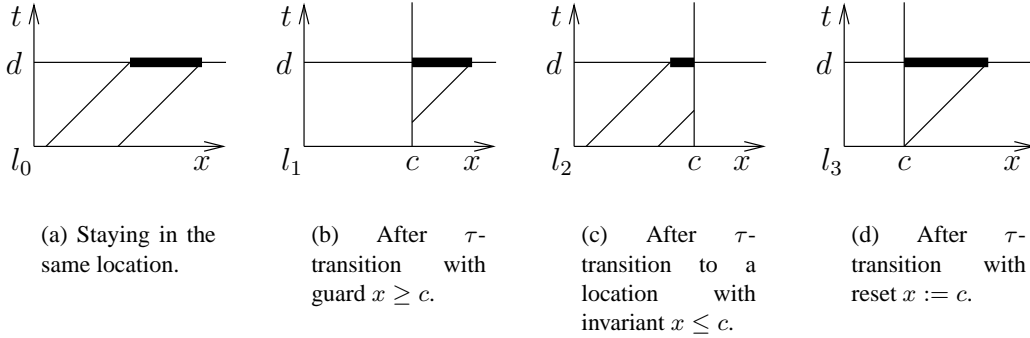 t
d
l0
x
t
d
l1
c
x
t
d
l2
c
x
t
d
l3
c
x
(a) Staying in the
same location.
(b) After τ-
transition with
guard x ≥ c.
(c) After τ-
transition to a
location with
invariant x ≤ c.
(d) After τ-
transition with
reset x := c.